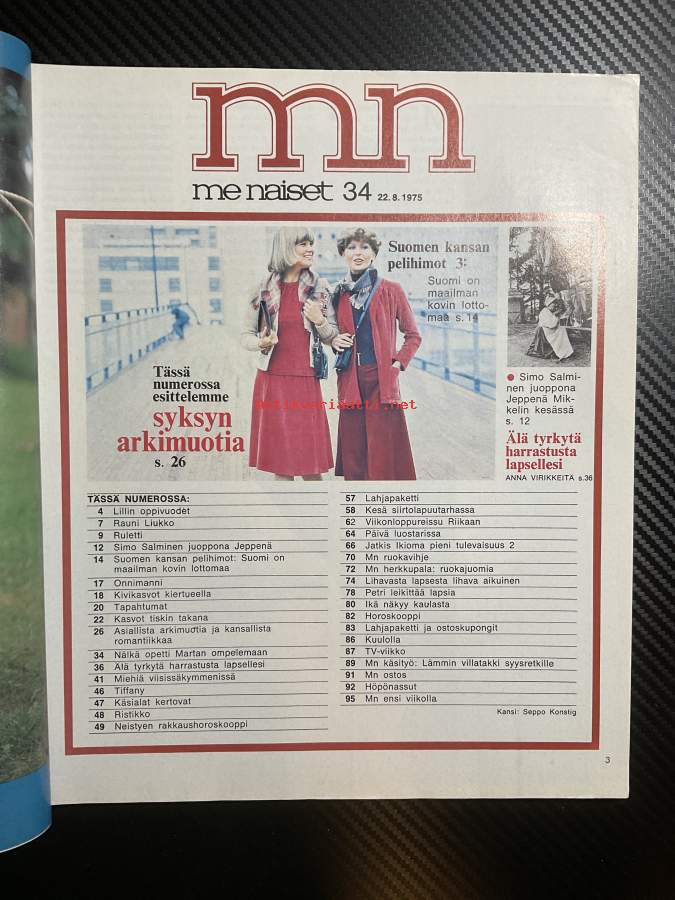 mn
me naiset 34 22.8.1975
Suomen kansan
pelihimot 3:
Suomi on
maailman
kovin lotto-
maa s. 14
Tässä
numerossa
esittelemme
syksyn
arkimuotia
s. 26
● Simo Salmi-
nen juoppona
Jeppenä Mik-
kelin kesässä
s. 12
Älä tyrkytä
harrastusta
lapsellesi
ANNA VIRIKKEITÄ s.36
TÄSSÄ NUMEROSSA:
4 Lillin oppivuodet
7 Rauni Liukko
9 Ruletti
12 Simo Salminen juoppona Jeppenä
14 Suomen kansan pelihimot: Suomi on
maailman kovin lottomaa
17 Onnimanni
18 Kivikasvot kiertueella
20 Tapahtumat
22 Kasvot tiskin takana
26 Asiallista arkimuotia ja kansallista
romantiikkaa
34 Nälkä opetti Martan ompelemaan
36 Älä tyrkytä harrastusta lapsellesi
41 Miehiä viisissäkymmenissä
46 Tiffany
47 Käsialat kertovat
48 Ristikko
49 Neistyen rakkaushoroskooppi
57 Lahjapaketti
58 Kesä siirtolapuutarhassa
62 Viikonloppureissu Riikaan
64 Päivä luostarissa
66 Jatkis Ikioma pieni tulevaisuus 2
70 Mn ruokavihje
72 Mn herkkupala: ruokajuomia
74 Lihavasta lapsesta lihava aikuinen
78 Petri leikittää lapsia
80 Ikä näkyy kaulasta
82 Horoskooppi
83 Lahjapaketti ja ostoskupongit
86 Kuulolla
87 TV-viikko
89 Mn käsityö: Lämmin villatakki syysretkille
91 Mn ostos
92 Höpönassut
95 Mn ensi viikolla
Kansi: Seppo Konstig
3